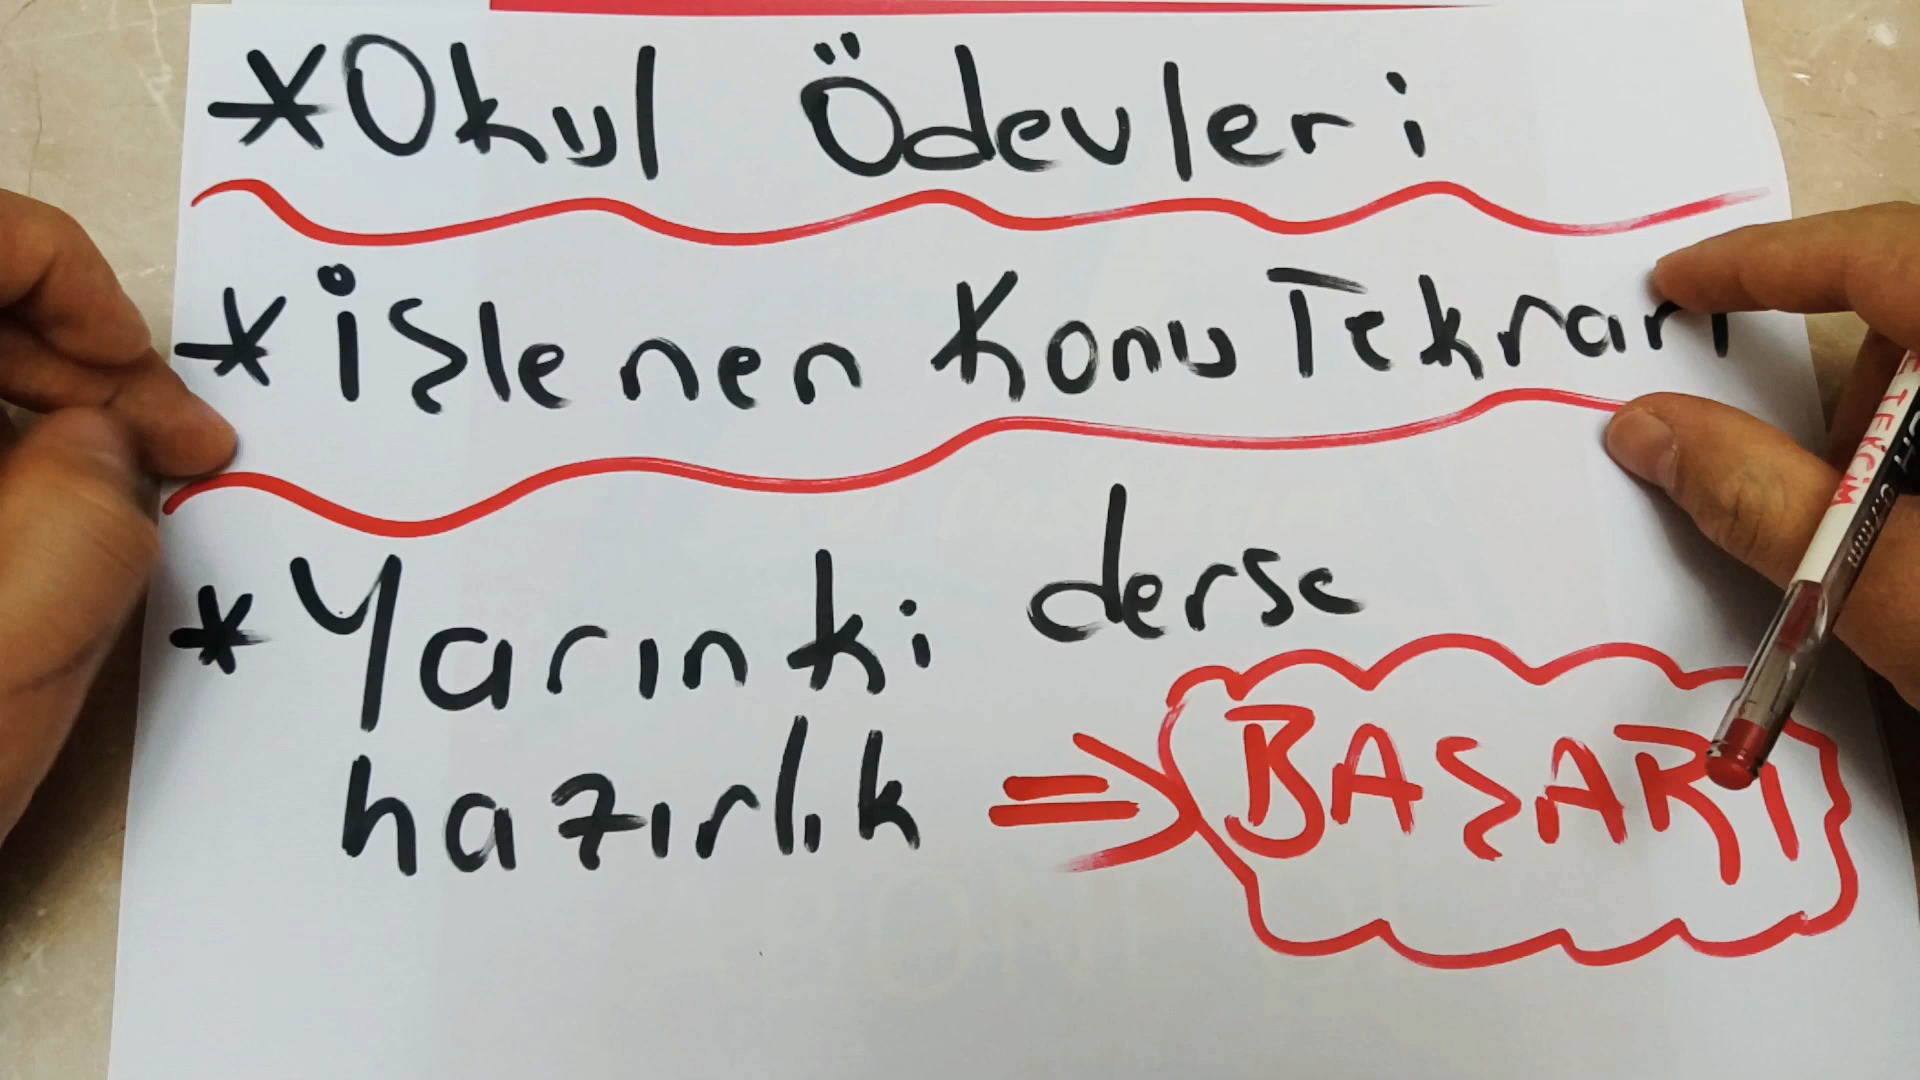 *Okul Ödevleri
*İşlenen Konu Tekrarı
*Yarınki derse
hazırlık ⇒ BAŞARI